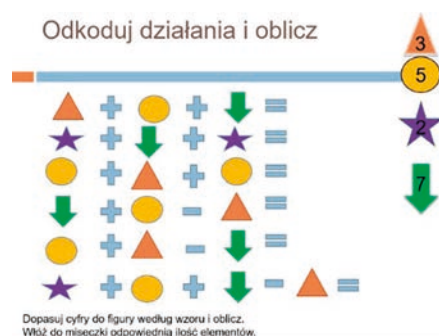 Odkoduj działania i oblicz
3
5
2
7
+ + =
+ + =
+ + =
+ - =
+ - =
+ + - =
Dopasuj cyfry do figury według wzoru i oblicz.
Włóż do miseczki odpowiednią ilość elementów.